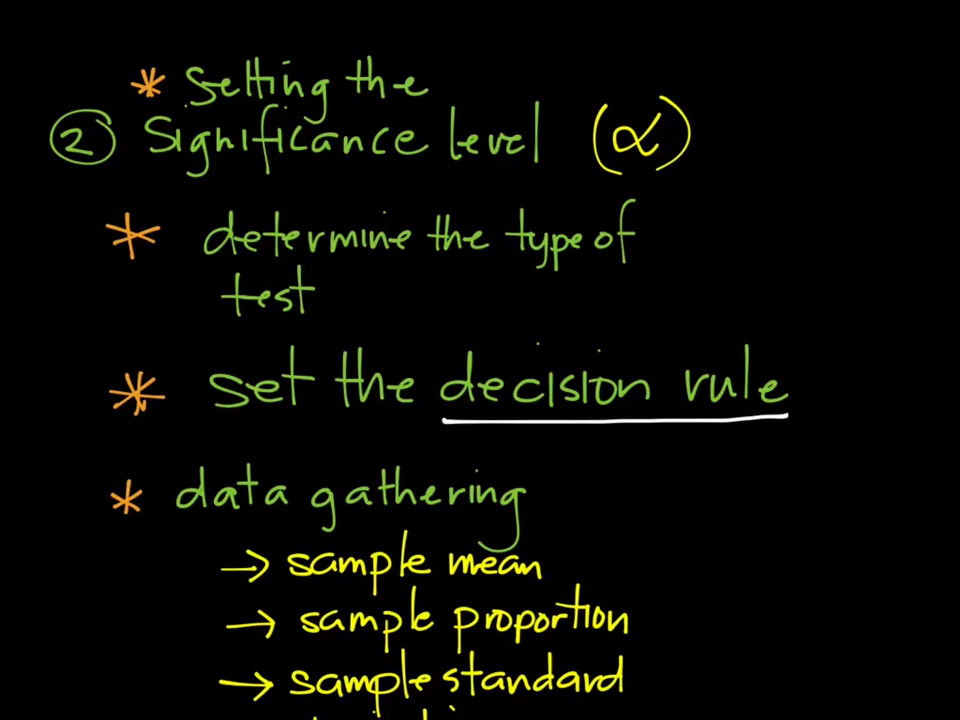 * Setting the
② Significance level (α)
* determine the type of
test
* set the decision rule
* data gathering
→ sample mean
→ sample proportion
→ sample standard